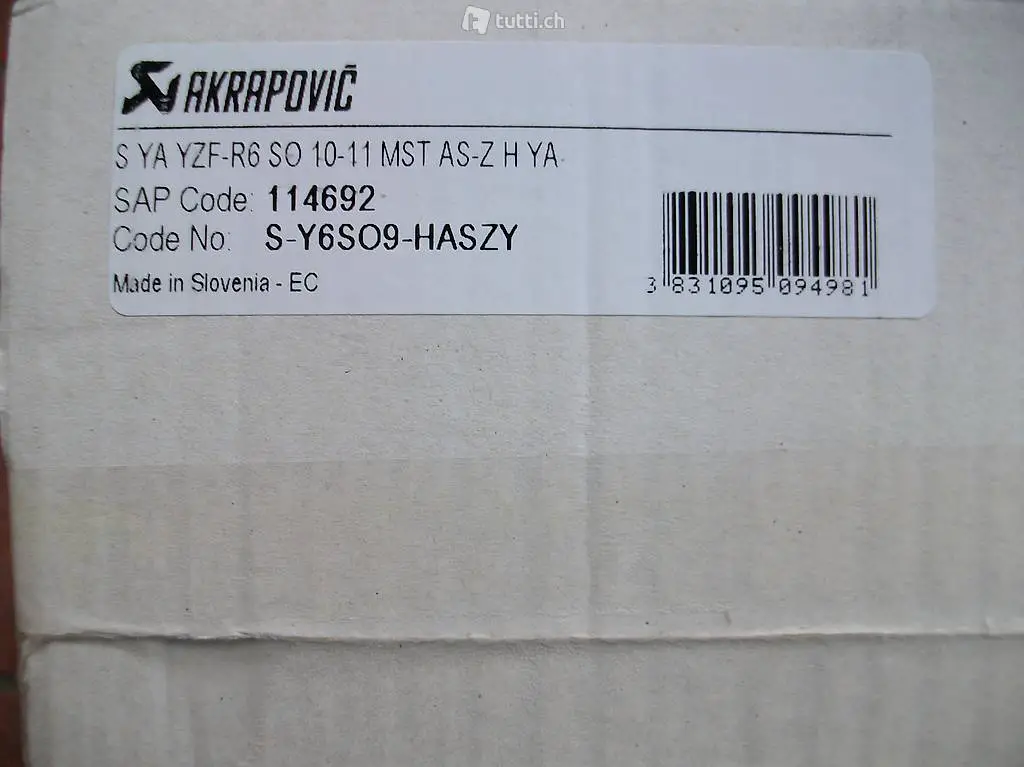 tutti.ch
AKRAPOVIČ
S YA YZF-R6 SO 10-11 MST AS-Z H YA
SAP Code: 114692
Code No: S-Y6SO9-HASZY
Made in Slovenia - EC
3 831095 094981